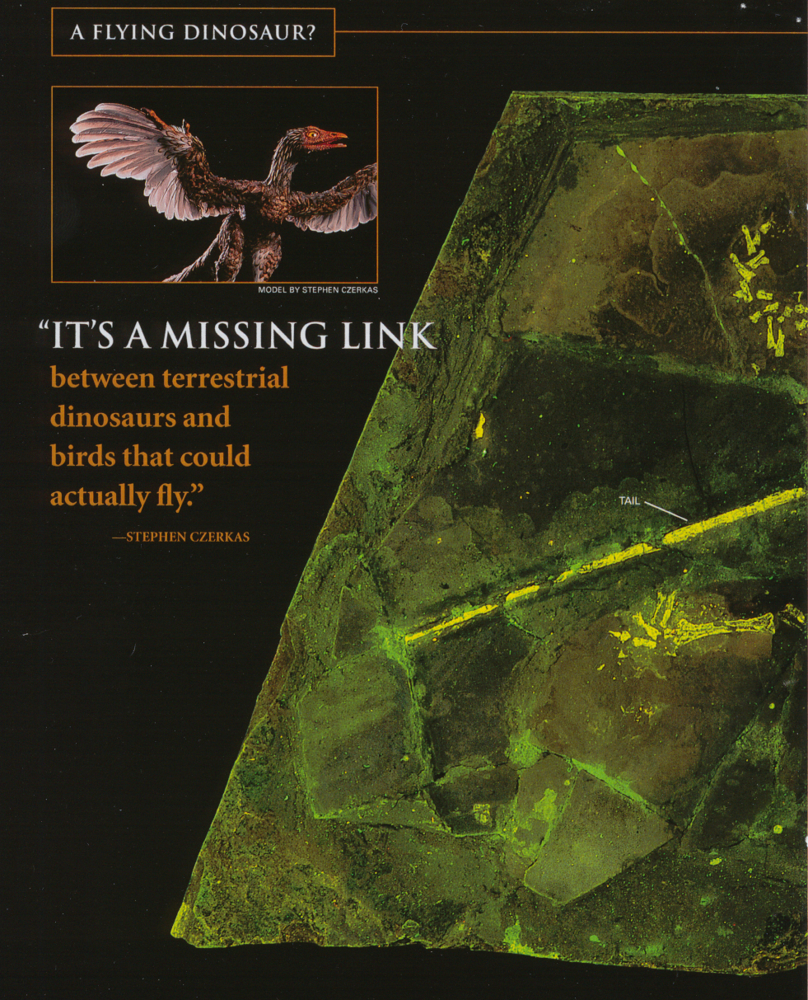 A FLYING DINOSAUR?
MODEL BY STEPHEN CZERKAS
“IT’S A MISSING LINK
between terrestrial
dinosaurs and
birds that could
actually fly.”
—STEPHEN CZERKAS
TAIL